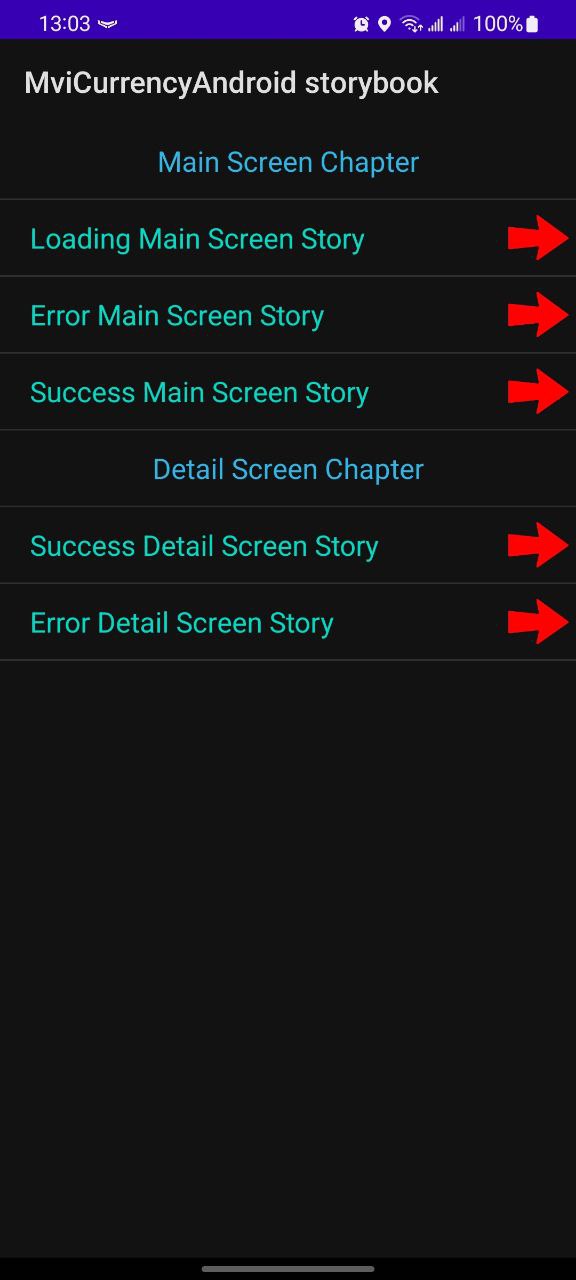 13:03
100%
MviCurrencyAndroid storybook
Main Screen Chapter
Loading Main Screen Story
Error Main Screen Story
Success Main Screen Story
Detail Screen Chapter
Success Detail Screen Story
Error Detail Screen Story